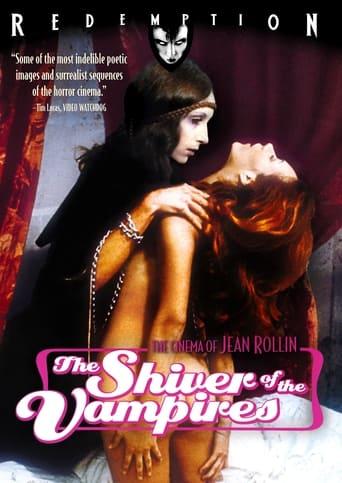 REDEMPTION
“Some of the most indelible poetic
images and surrealist sequences
of the horror cinema.”
–Tim Lucas, VIDEO WATCHDOG
THE CINEMA OF JEAN ROLLIN
The Shiver of the
Vampires